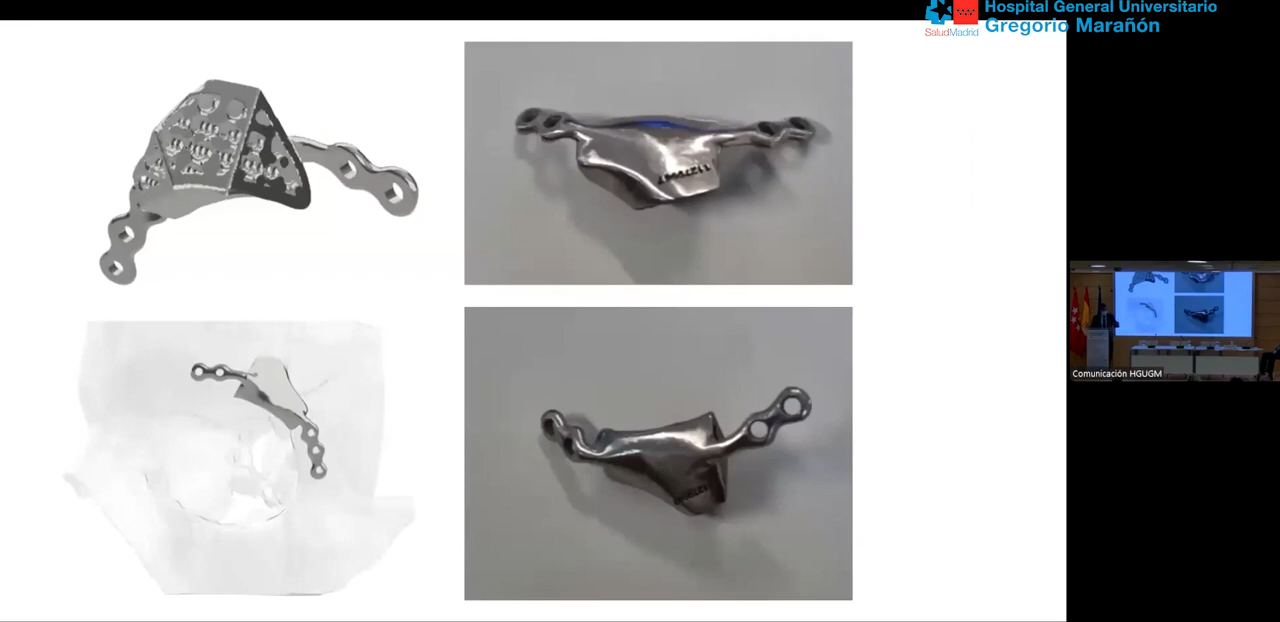 Hospital General Universitario
Gregorio Marañón
SaludMadrid
Comunicación HGUGM